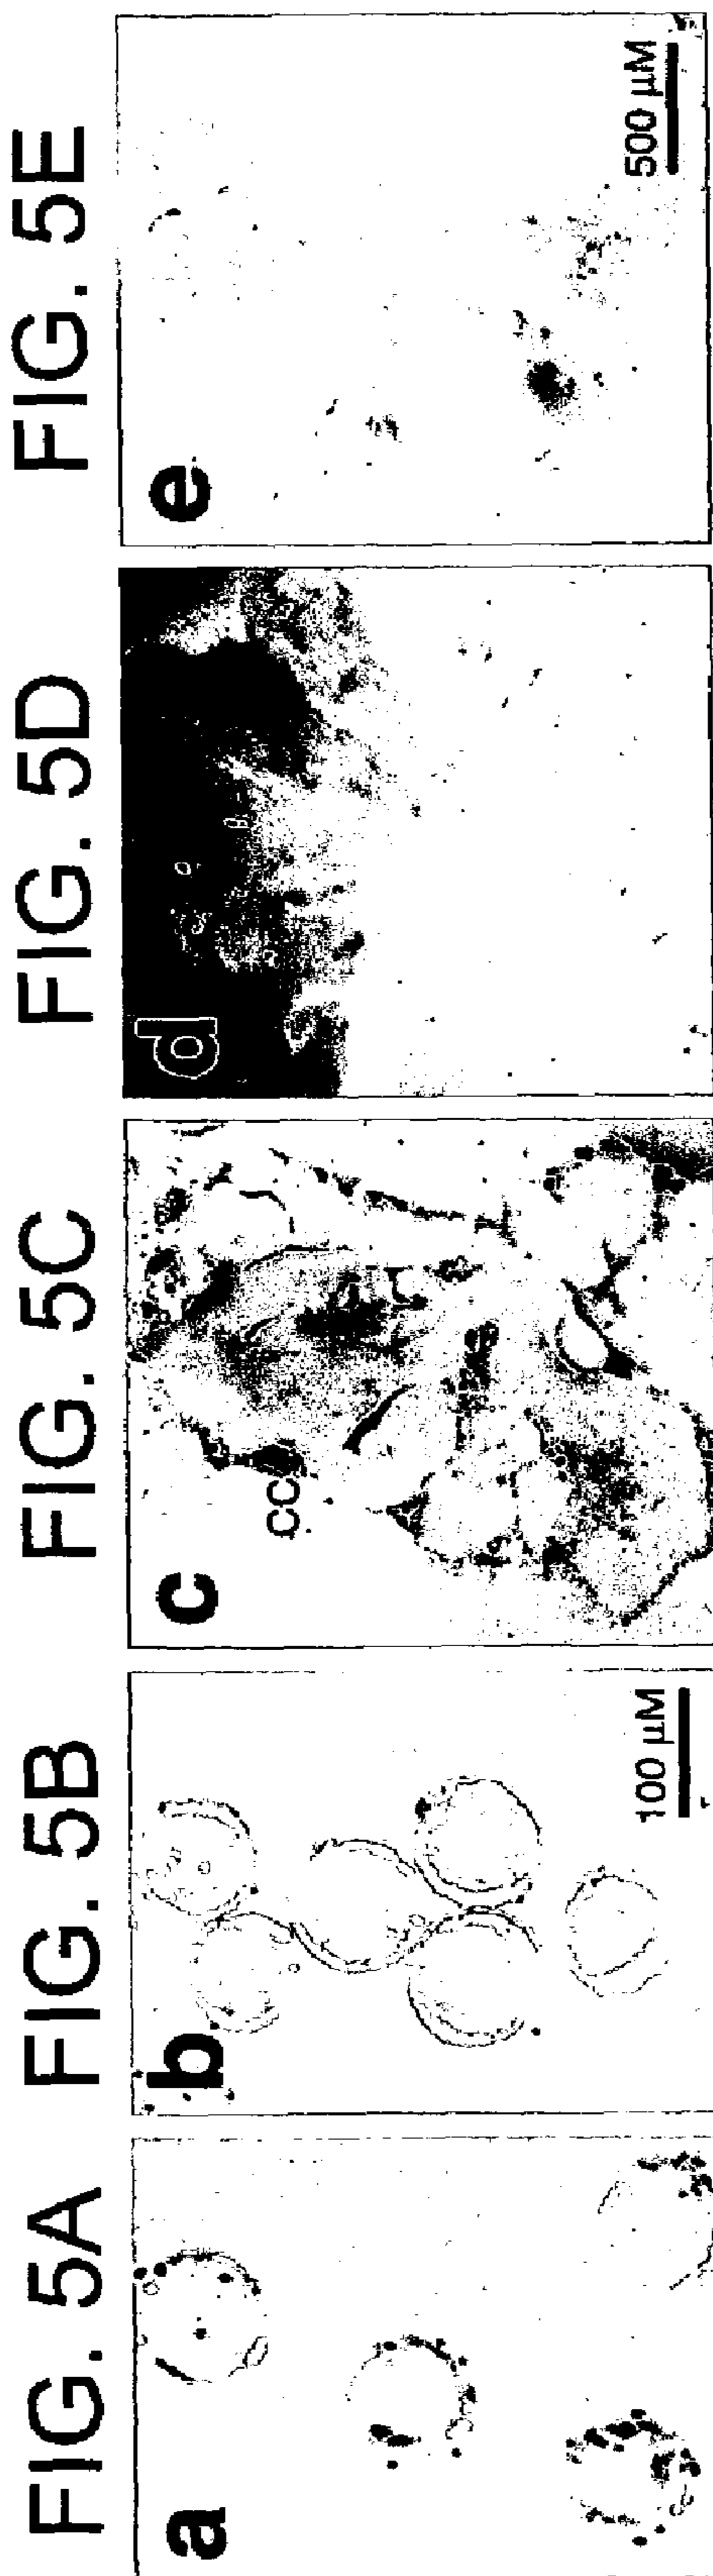 FIG. 5A
a
FIG. 5B
b
100 µM
FIG. 5C
c
CC
FIG. 5D
d
FIG. 5E
e
500 µM